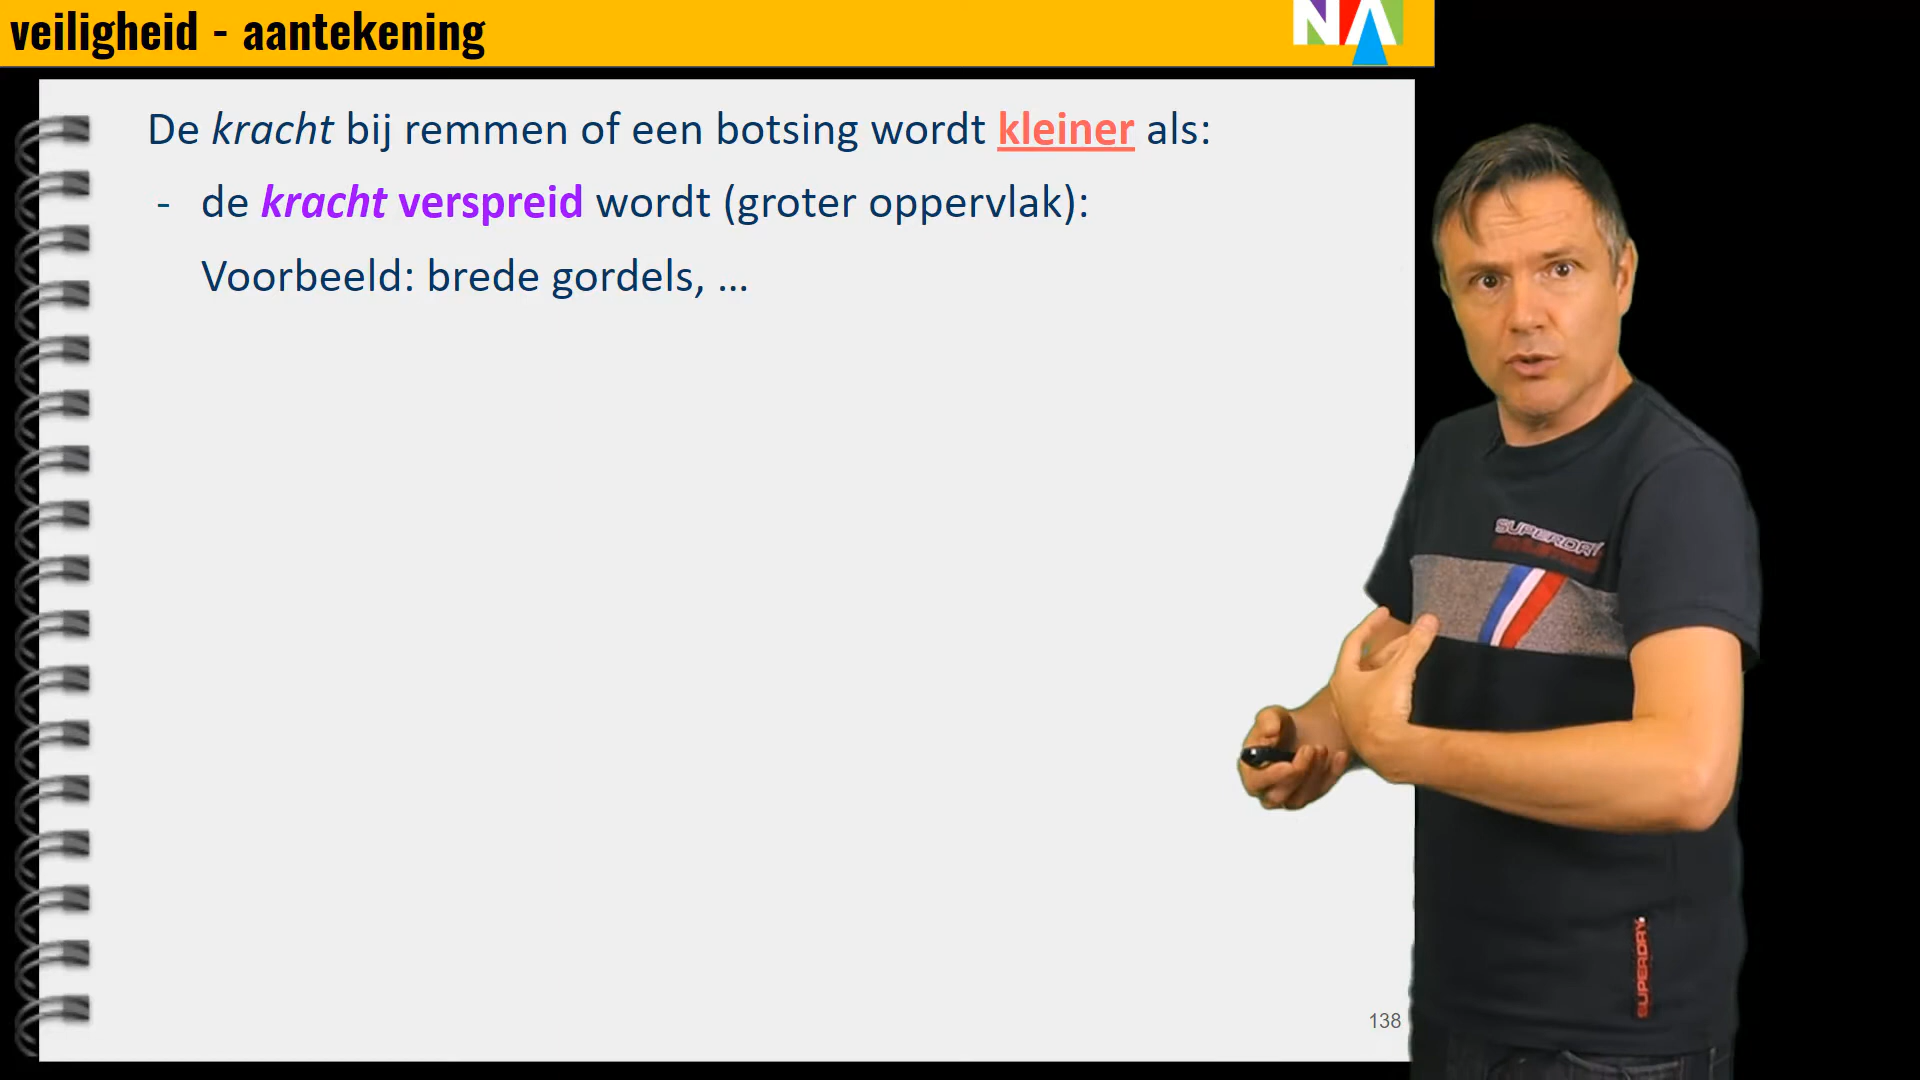 veiligheid - aantekening
NA
De kracht bij remmen of een botsing wordt kleiner als:
- de kracht verspreid wordt (groter oppervlak):
Voorbeeld: brede gordels, ...
SUPERDRY
SUPERDRY
138